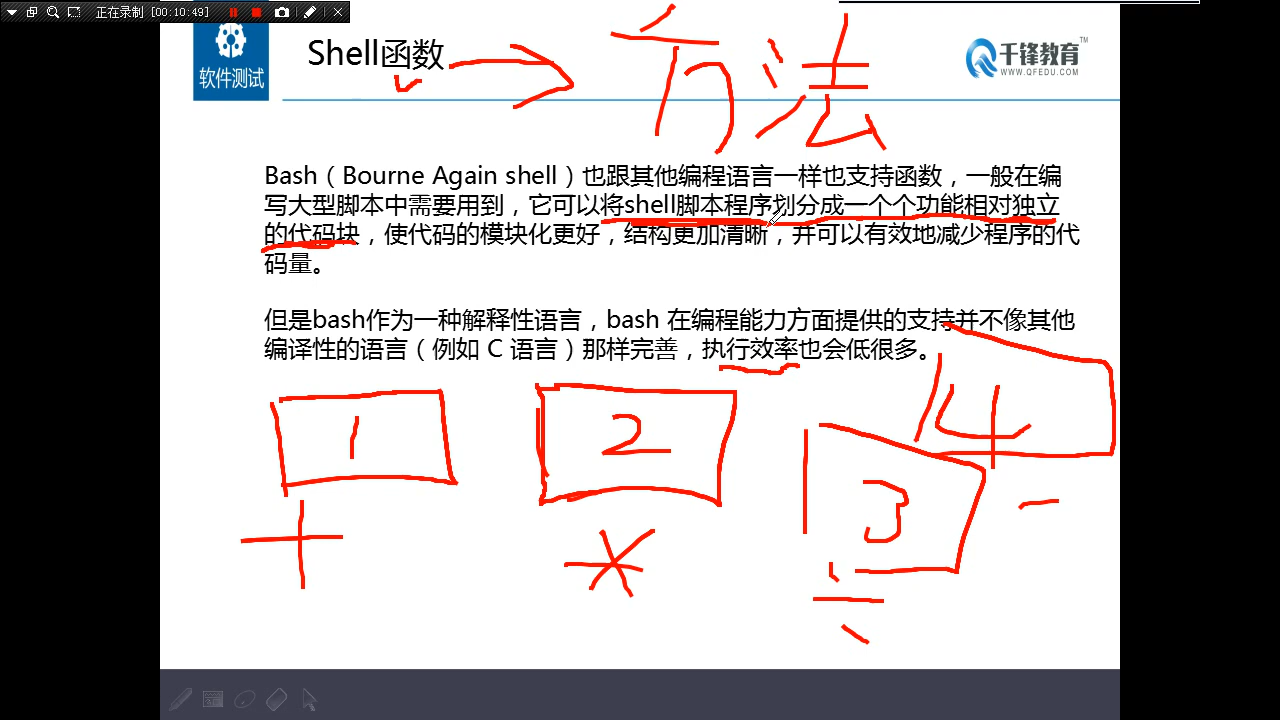 正在录制 [00:10:49]
软件测试
Shell函数
方法
千锋教育™
WWW.QFEDU.COM
Bash（Bourne Again shell）也跟其他编程语言一样也支持函数，一般在编
写大型脚本中需要用到，它可以将shell脚本程序划分成一个个功能相对独立
的代码块，使代码的模块化更好，结构更加清晰，并可以有效地减少程序的代
码量。
但是bash作为一种解释性语言，bash 在编程能力方面提供的支持并不像其他
编译性的语言（例如 C 语言）那样完善，执行效率也会低很多。
1
2
3
4
+
*
÷
-